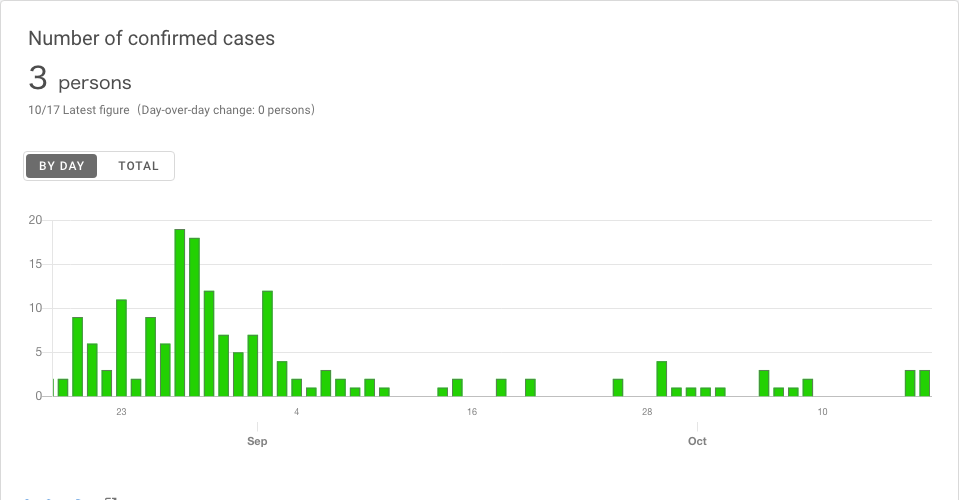 Number of confirmed cases
3 persons
10/17 Latest figure（Day-over-day change: 0 persons）
BY DAY TOTAL
20
15
10
5
0
23 4 16 28 10
Sep Oct